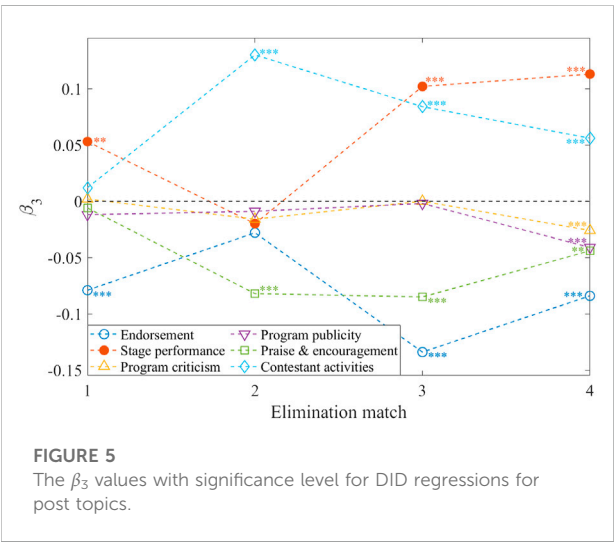 0.1
0.05
0
-0.05
-0.1
-0.15
β3
***
**
***
***
***
***
***
***
***
***
***
***
***
***
**
***
Endorsement
Stage performance
Program criticism
Program publicity
Praise & encouragement
Contestant activities
1 2 3 4
Elimination match
FIGURE 5
The β3 values with significance level for DID regressions for
post topics.